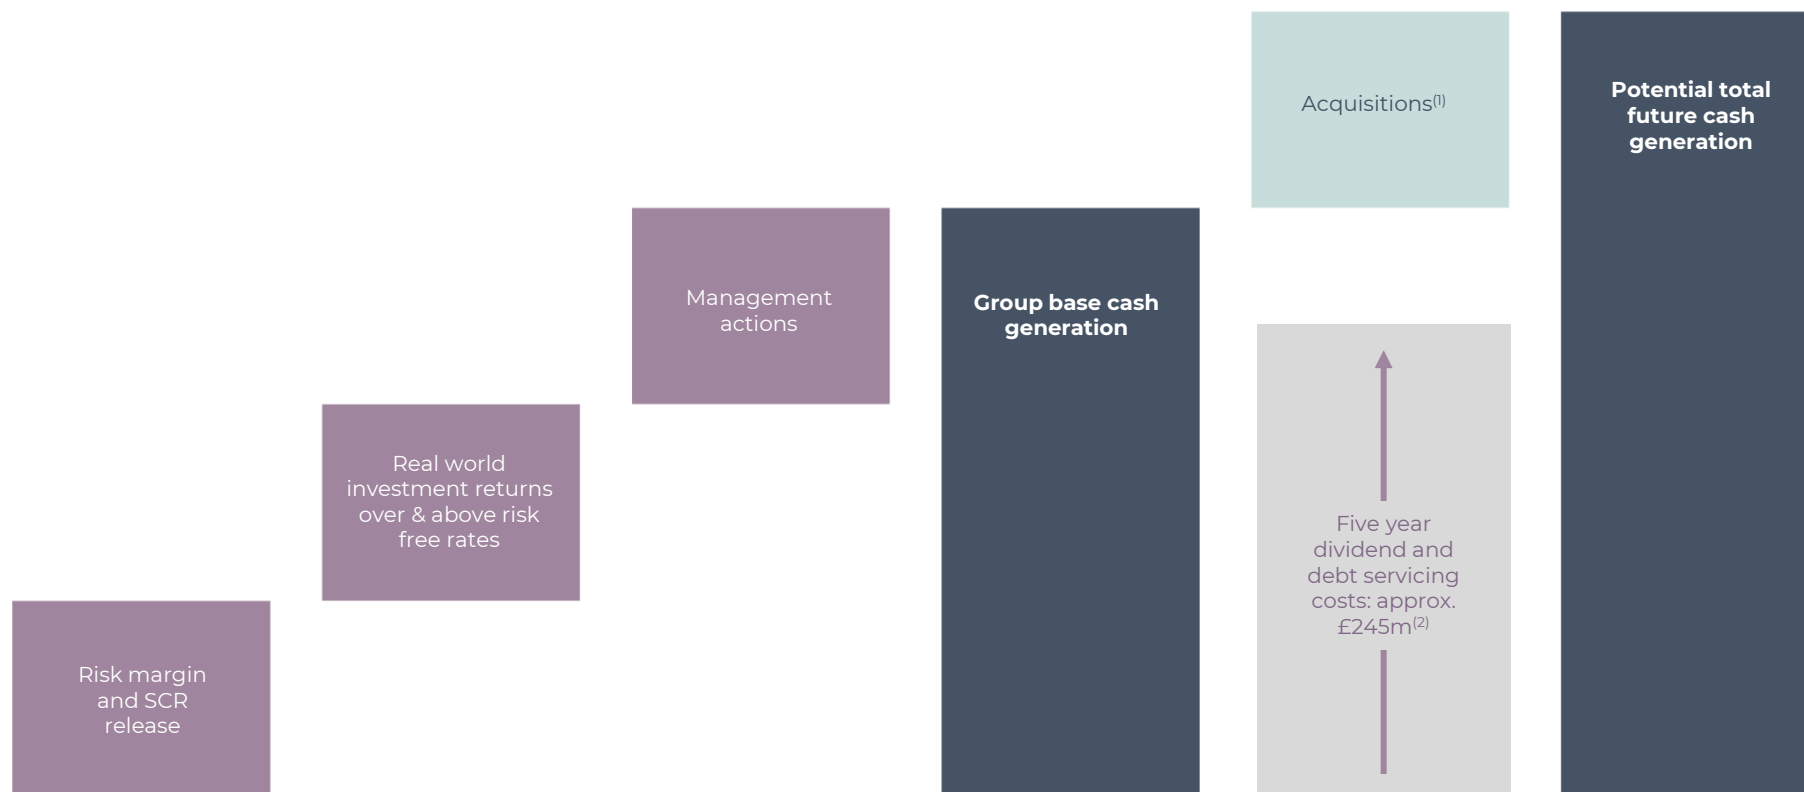 Acquisitions(1)
Potential total
future cash
generation
Management
actions
Group base cash
generation
Real world
investment returns
over & above risk
free rates
Five year
dividend and
debt servicing
costs: approx.
£245m(2)
Risk margin
and SCR
release